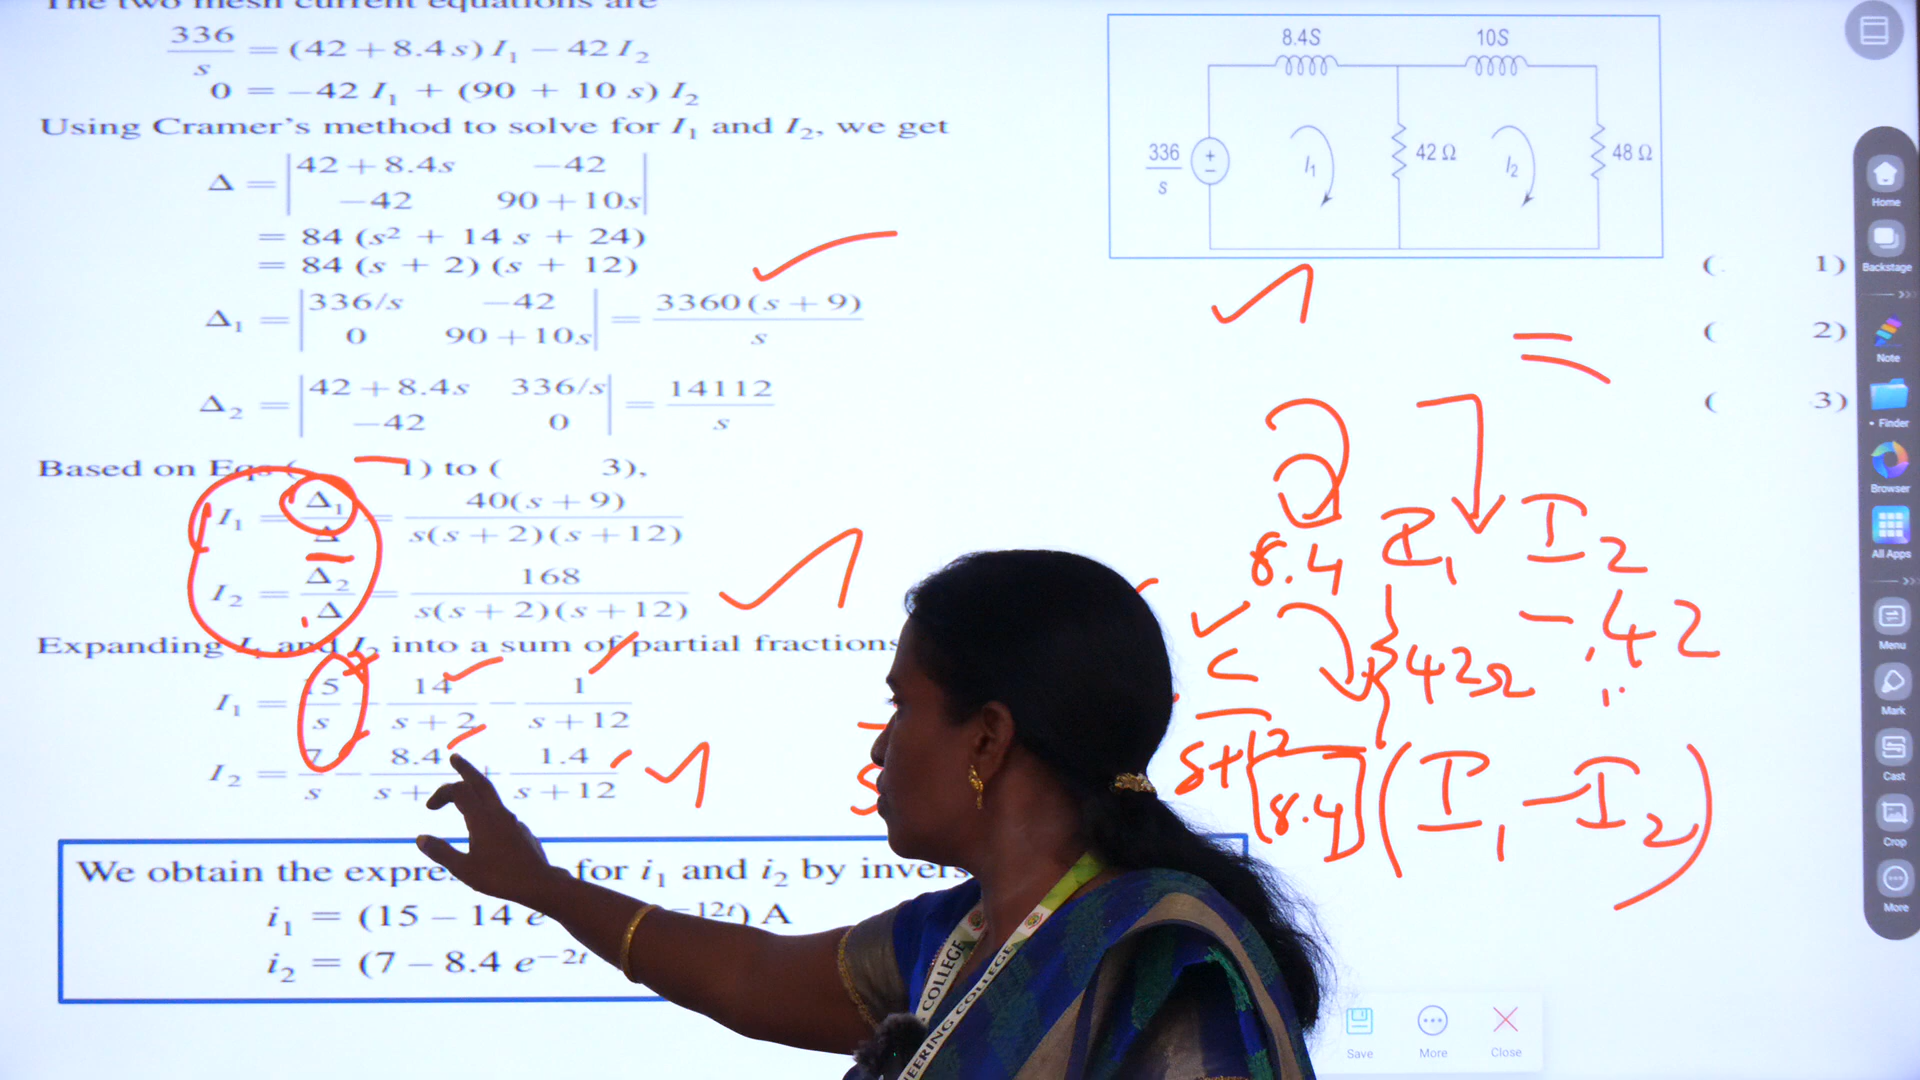 The two mesh current equations are
336/s = (42 + 8.4 s) I₁ − 42 I₂
0 = −42 I₁ + (90 + 10 s) I₂
Using Cramer's method to solve for I₁ and I₂, we get
Δ = | 42 + 8.4s −42 |
| −42 90 + 10s |
= 84 (s² + 14 s + 24)
= 84 (s + 2) (s + 12)
Δ₁ = | 336/s −42 | = 3360 (s + 9)/s
| 0 90 + 10s |
Δ₂ = | 42 + 8.4s 336/s | = 14112/s
| −42 0 |
Based on Eqs ( 1) to ( 3),
I₁ = Δ₁/Δ = 40(s + 9)/s(s + 2)(s + 12)
I₂ = Δ₂/Δ = 168/s(s + 2)(s + 12)
Expanding I₁ and I₂ into a sum of partial fractions
I₁ = 15/s − 14/s + 2 − 1/s + 12
I₂ = 7/s − 8.4/s + + 1.4/s + 12
We obtain the expre for i₁ and i₂ by invers
i₁ = (15 − 14 e −12t) A
i₂ = (7 − 8.4 e−2t
8.4S 10S
336/s + − I₁ 42 Ω I₂ 48 Ω
( 1)
( 2)
( 3)
=
8.4 I₁ I₂
− 42
42Ω
s+12
8.4 (I₁ − I₂)
Home
Backstage
Note
Finder
Browser
All Apps
Menu
Mark
Cast
Crop
More
Save More Close
COLLEGE
EERING COLLEGE